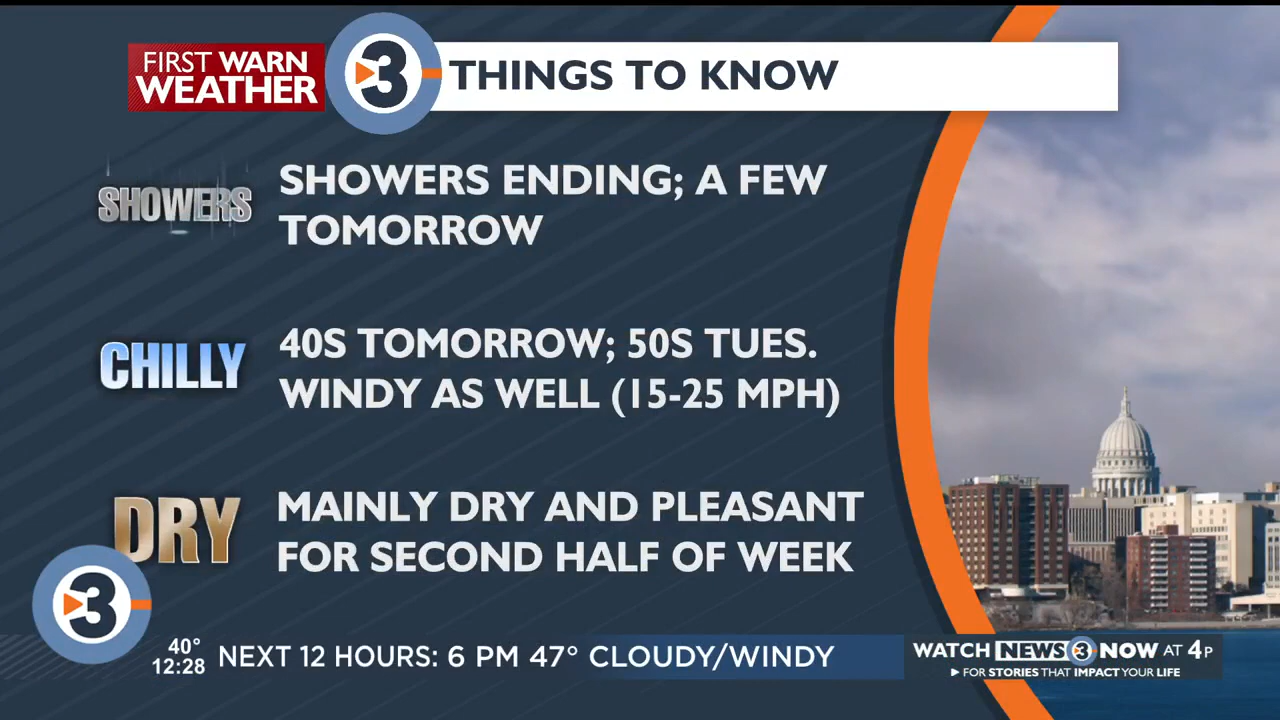 FIRST WARN
WEATHER
3
THINGS TO KNOW
SHOWERS
SHOWERS ENDING; A FEW
TOMORROW
CHILLY
40S TOMORROW; 50S TUES.
WINDY AS WELL (15-25 MPH)
DRY
MAINLY DRY AND PLEASANT
FOR SECOND HALF OF WEEK
3
40°
12:28
NEXT 12 HOURS: 6 PM 47° CLOUDY/WINDY
WATCH NEWS 3 NOW AT 4P
FOR STORIES THAT IMPACT YOUR LIFE